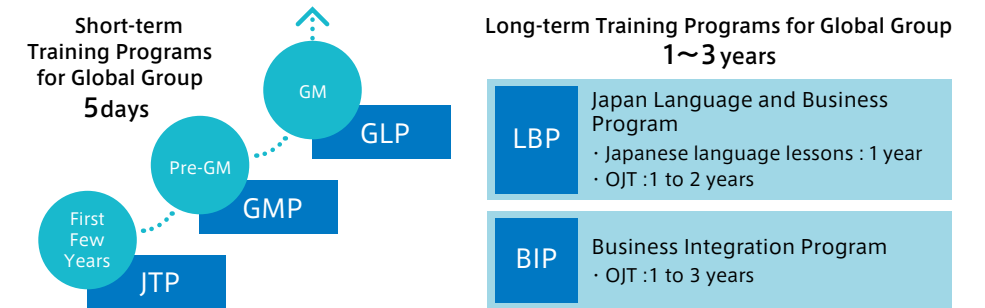 Short-term
Training Programs
for Global Group
5days
GM
GLP
Pre-GM
GMP
First
Few
Years
JTP
Long-term Training Programs for Global Group
1〜3 years
LBP
Japan Language and Business
Program
・Japanese language lessons : 1 year
・OJT :1 to 2 years
BIP
Business Integration Program
・OJT :1 to 3 years